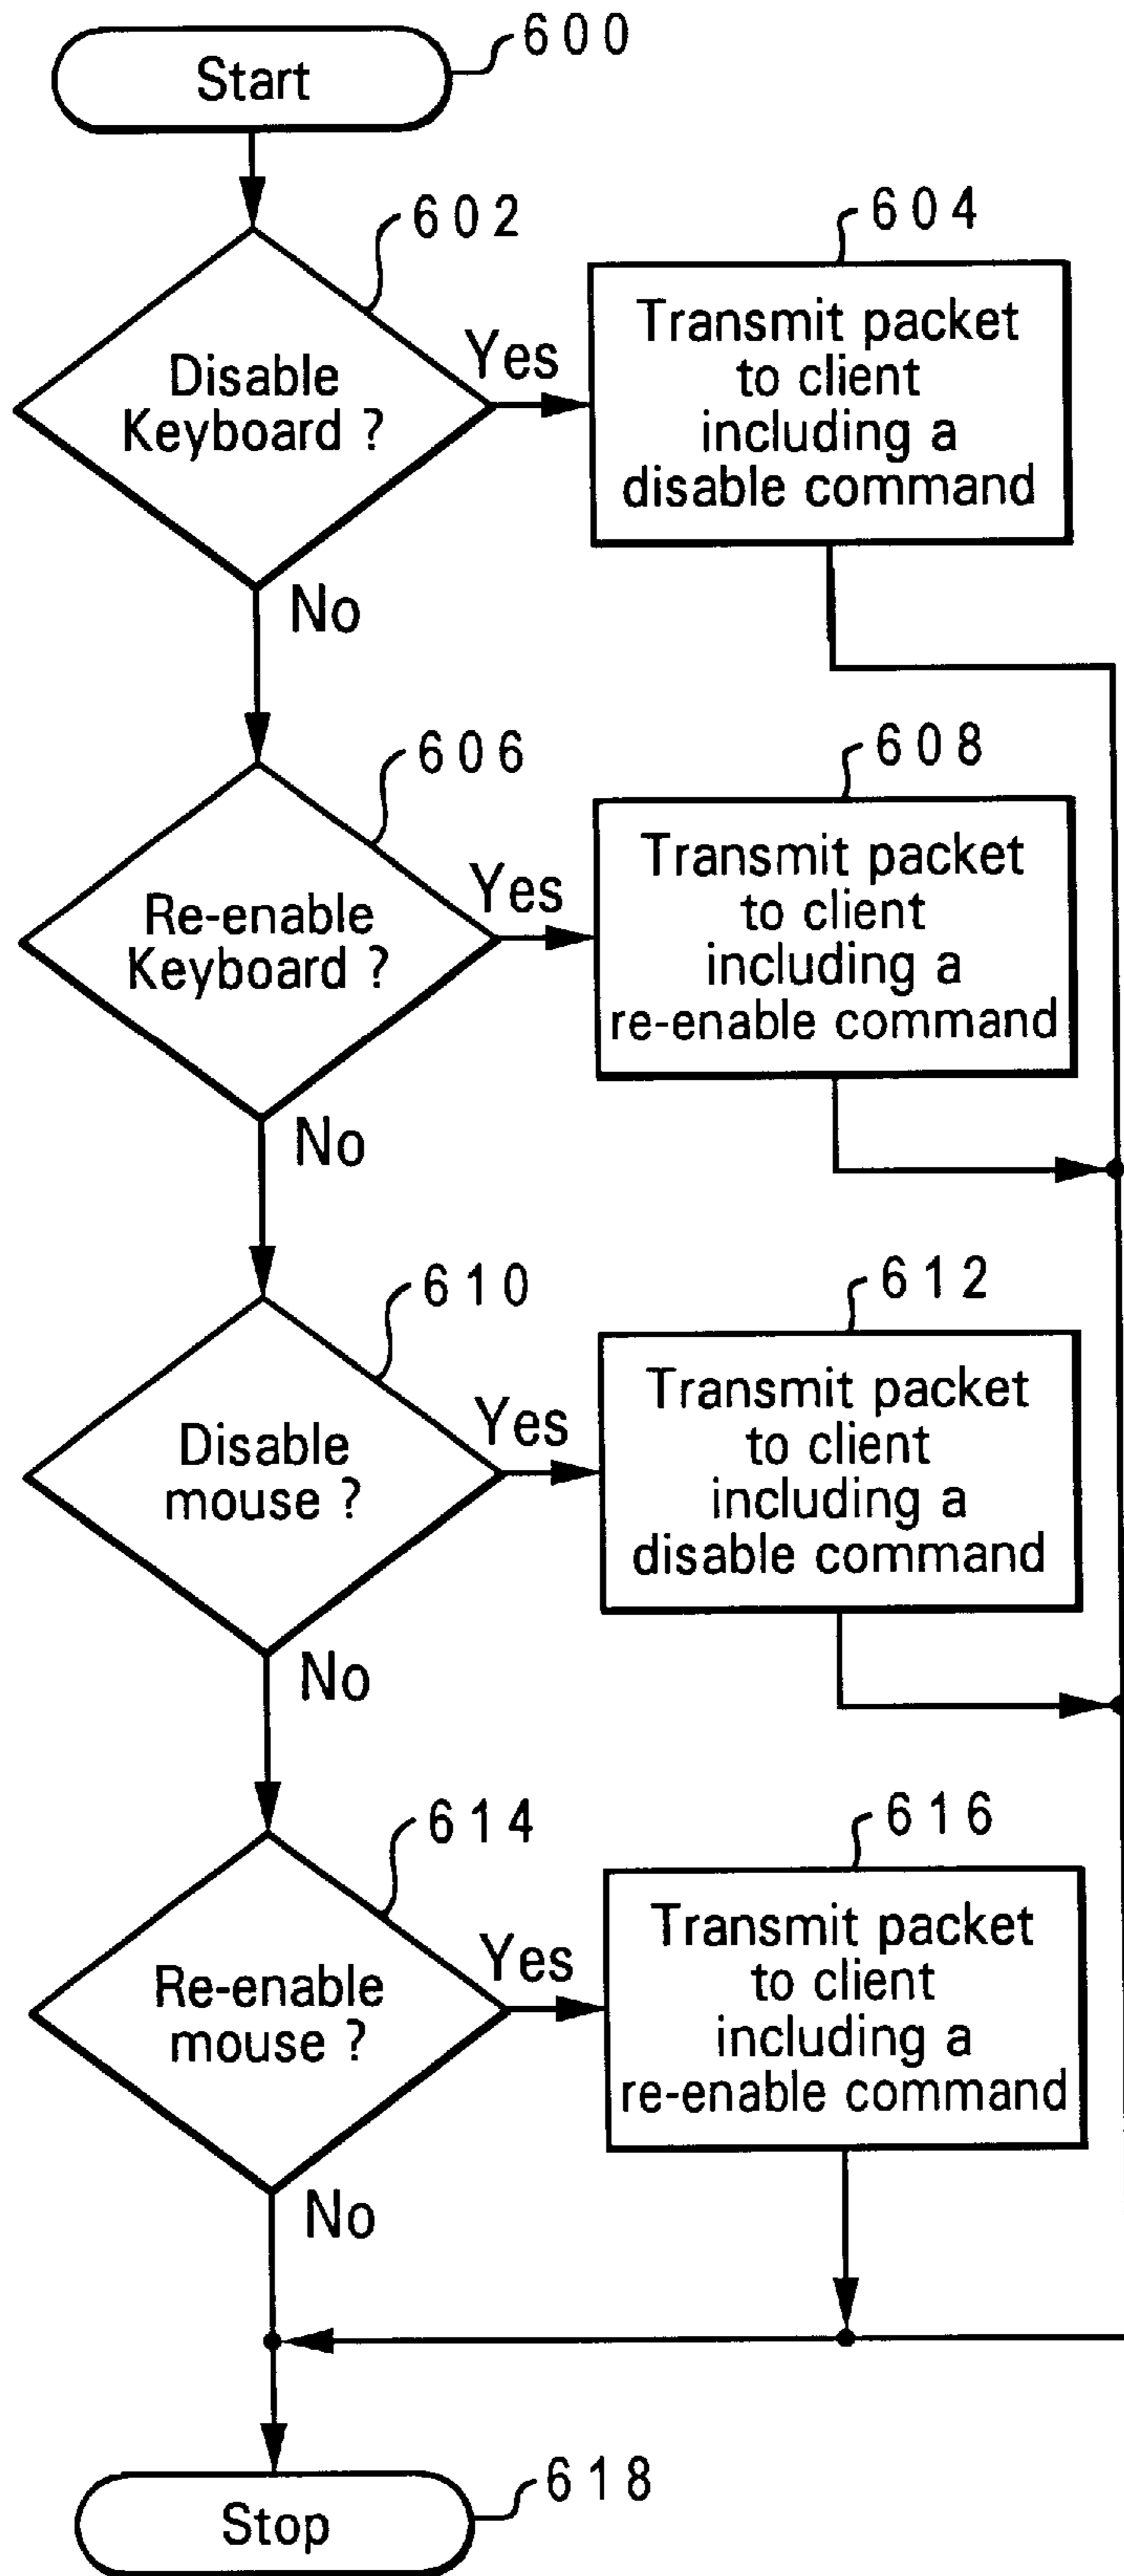 600
Start
602
Disable
Keyboard ?
Yes
No
604
Transmit packet
to client
including a
disable command
606
Re-enable
Keyboard ?
Yes
No
608
Transmit packet
to client
including a
re-enable command
610
Disable
mouse ?
Yes
No
612
Transmit packet
to client
including a
disable command
614
Re-enable
mouse ?
Yes
No
616
Transmit packet
to client
including a
re-enable command
Stop
618